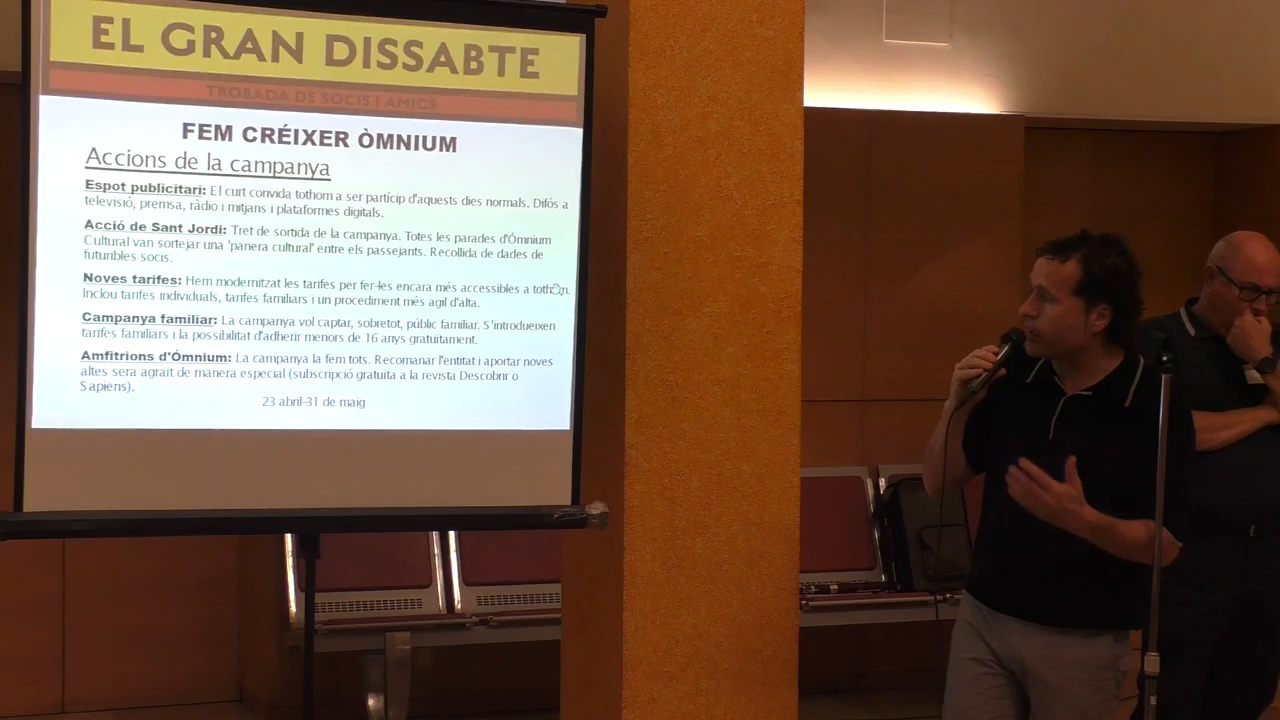 EL GRAN DISSABTE
TROBADA DE SOCIS I AMICS
FEM CRÉIXER ÒMNIUM
Accions de la campanya
Espot publicitari: El curt convida tothom a ser partícip d'aquests dies normals. Difós a
televisió, premsa, ràdio i mitjans i plataformes digitals.
Acció de Sant Jordi: Tret de sortida de la campanya. Totes les parades d'Òmnium
Cultural van sortejar una 'panera cultural' entre els passejants. Recollida de dades de
futuribles socis.
Noves tarifes: Hem modernitzat les tarifes per fer-les encara més accessibles a tothom.
Inclou tarifes individuals, tarifes familiars i un procediment més àgil d'alta.
Campanya familiar: La campanya vol captar, sobretot, públic familiar. S'introdueixen
tarifes familiars i la possibilitat d'adherir menors de 16 anys gratuïtament.
Amfitrions d'Òmnium: La campanya la fem tots. Recomanar l'entitat i aportar noves
altes sera agraït de manera especial (subscripció gratuita a la revista Descobrir o
Sapiens).
23 abril-31 de maig